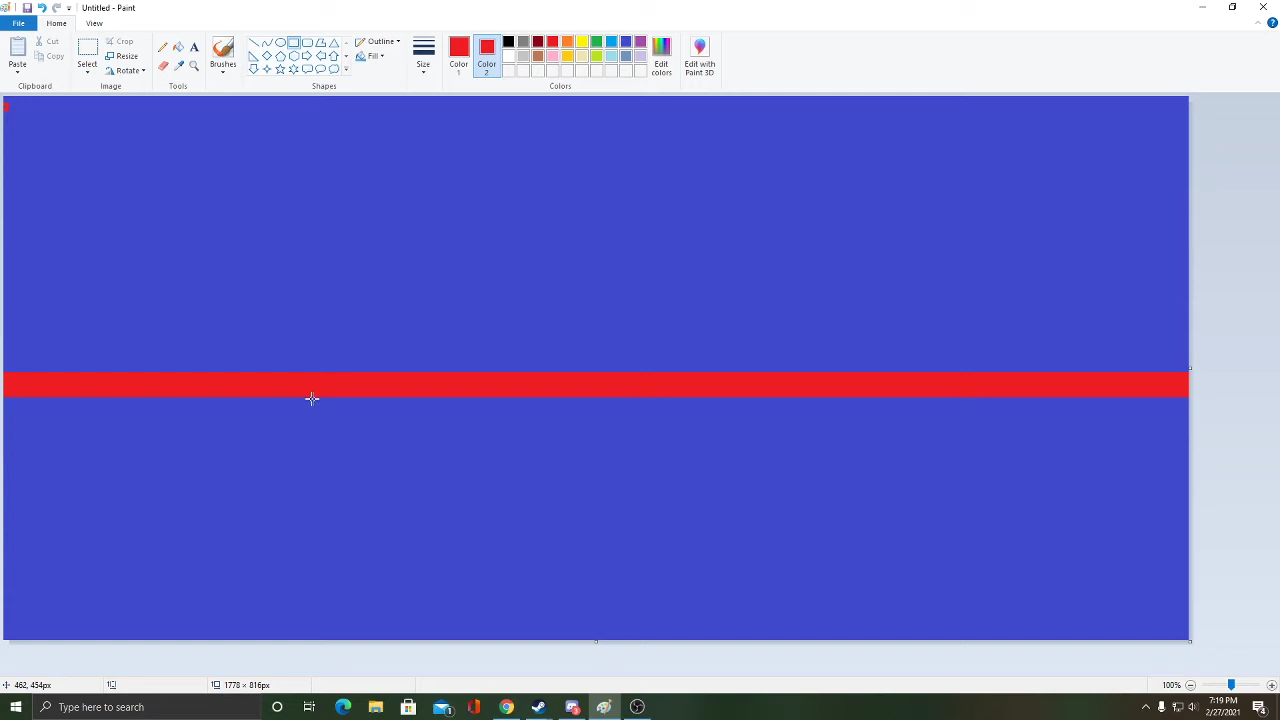 Untitled - Paint
File Home View
Paste Cut Copy Clipboard
Select Crop Resize Rotate Image
A Tools
Brushes
Outline Fill Shapes
Size
Color 1 Color 2 Edit colors Colors
Edit with Paint 3D
462, 454px 1778 × 816px 100%
Type here to search
7:19 PM
2/27/2021